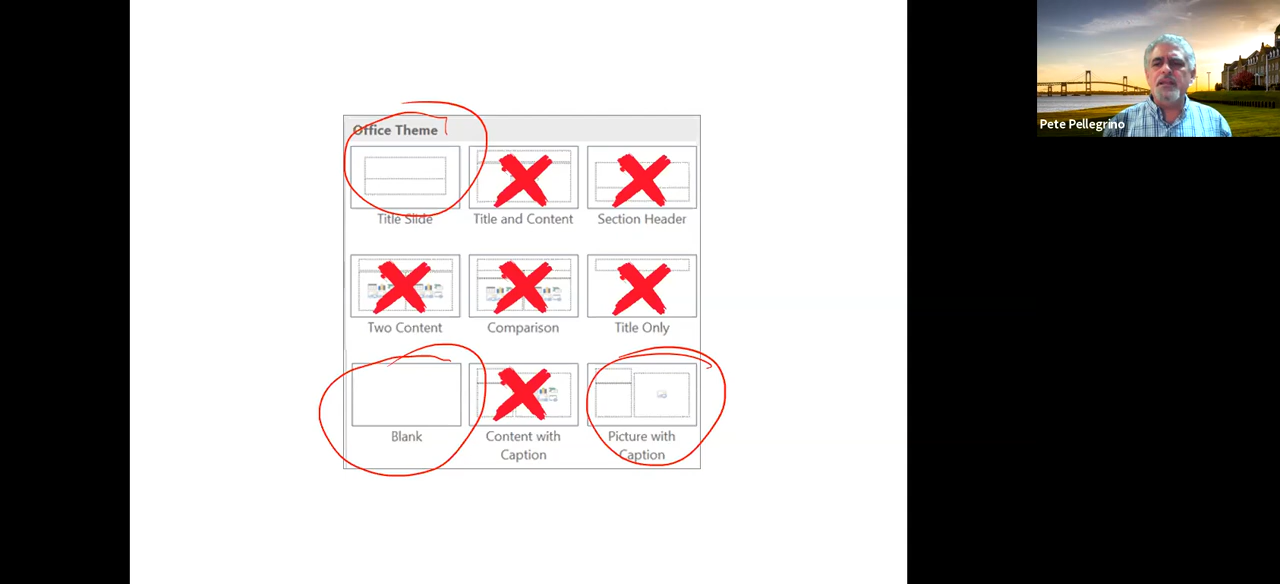 Office Theme
Title Slide
Title and Content
Section Header
Two Content
Comparison
Title Only
Blank
Content with
Caption
Picture with
Caption
Pete Pellegrino